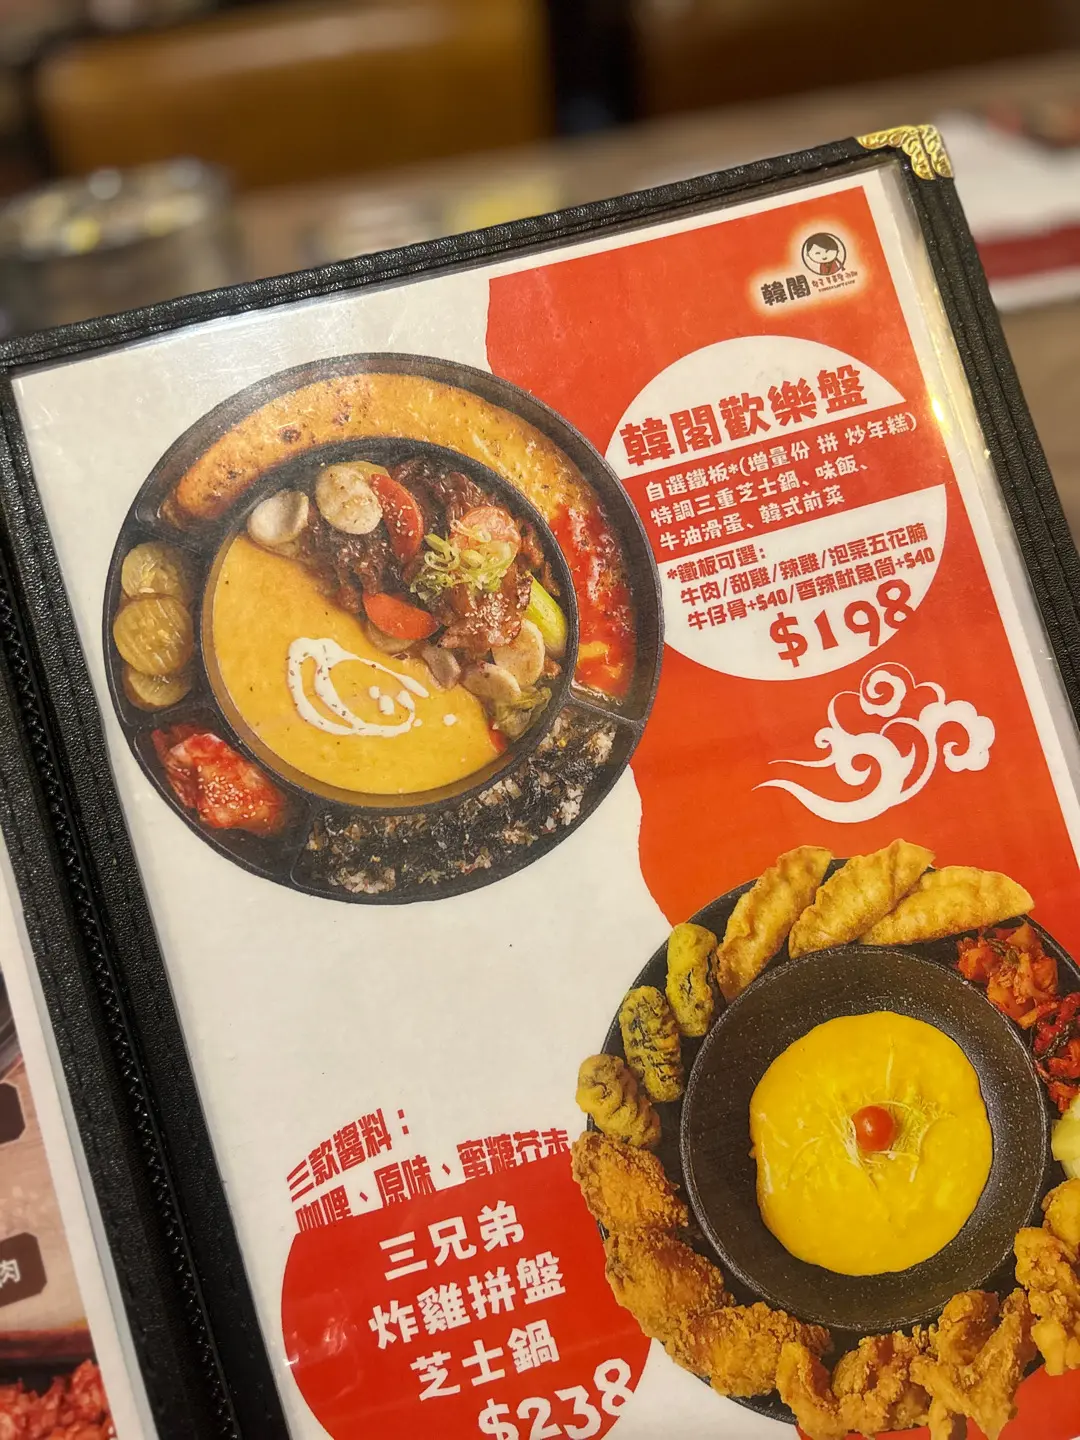 韓閣
韓閣歡樂盤
自選鐵板*(增量份 拼 炒年糕)
特調三重芝士鍋、味飯、
牛油滑蛋、韓式前菜
*鐵板可選：
牛肉/甜雞/辣雞/泡菜五花腩
牛仔骨+$40/香辣魷魚筒+$40
$198
三款醬料：
咖喱、原味、蜜糖芥末
三兄弟
炸雞拼盤
芝士鍋
$238
肉